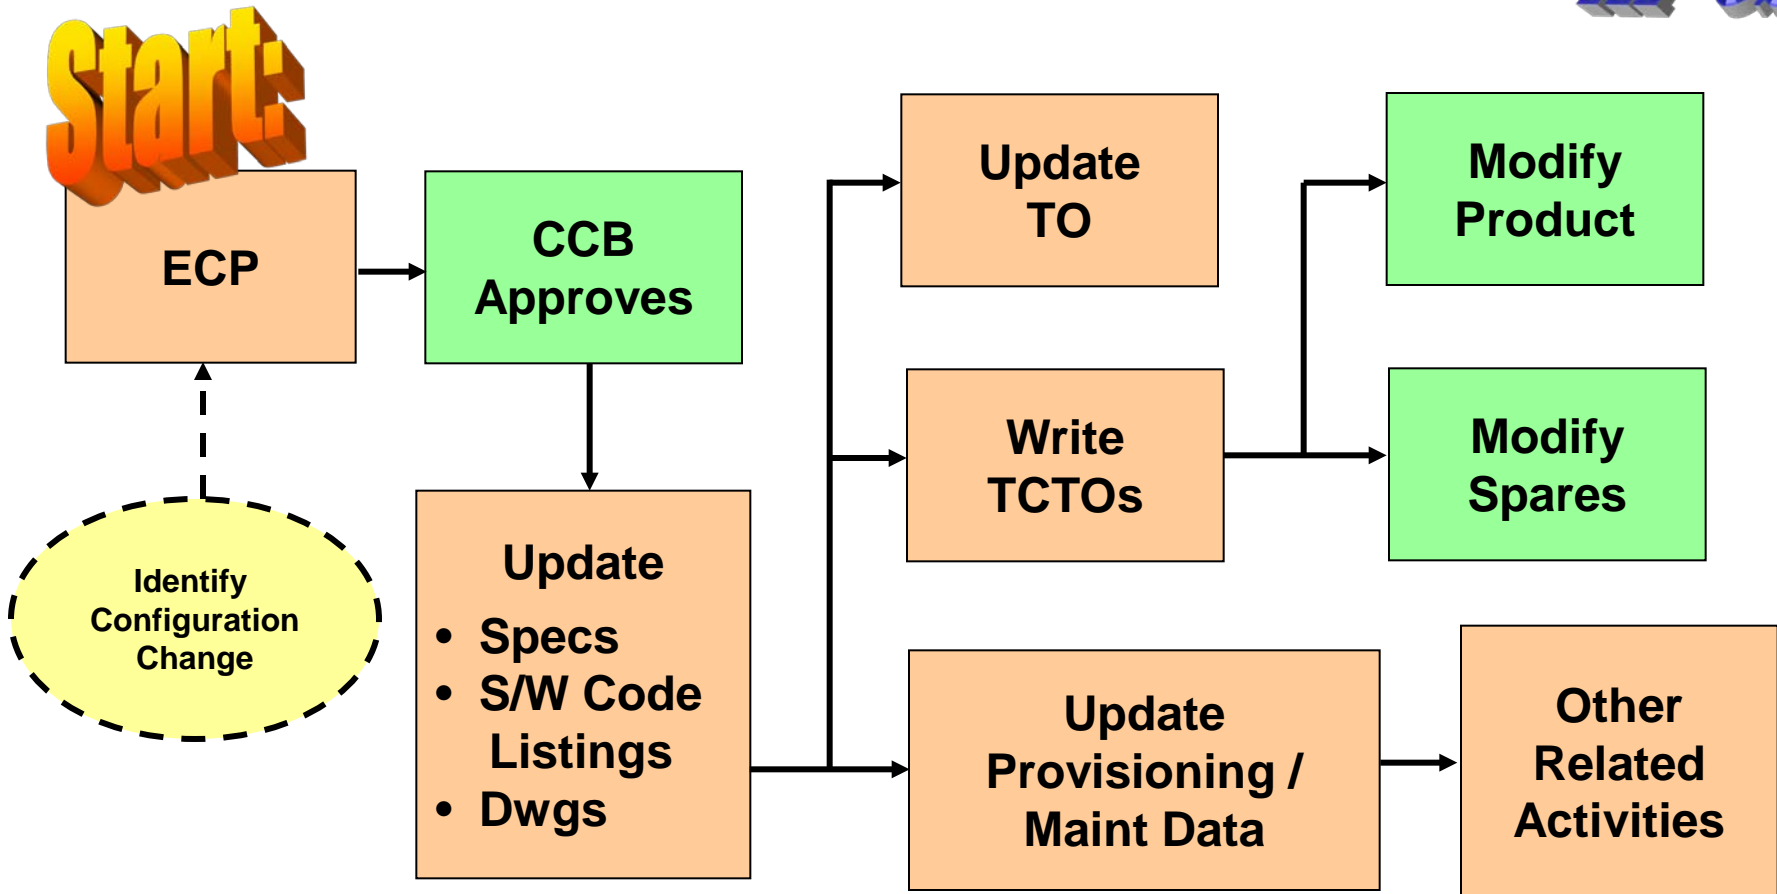 Start:
ECP
CCB
Approves
Identify
Configuration
Change
Update
• Specs
• S/W Code
Listings
• Dwgs
Update
TO
Write
TCTOs
Update
Provisioning /
Maint Data
Modify
Product
Modify
Spares
Other
Related
Activities